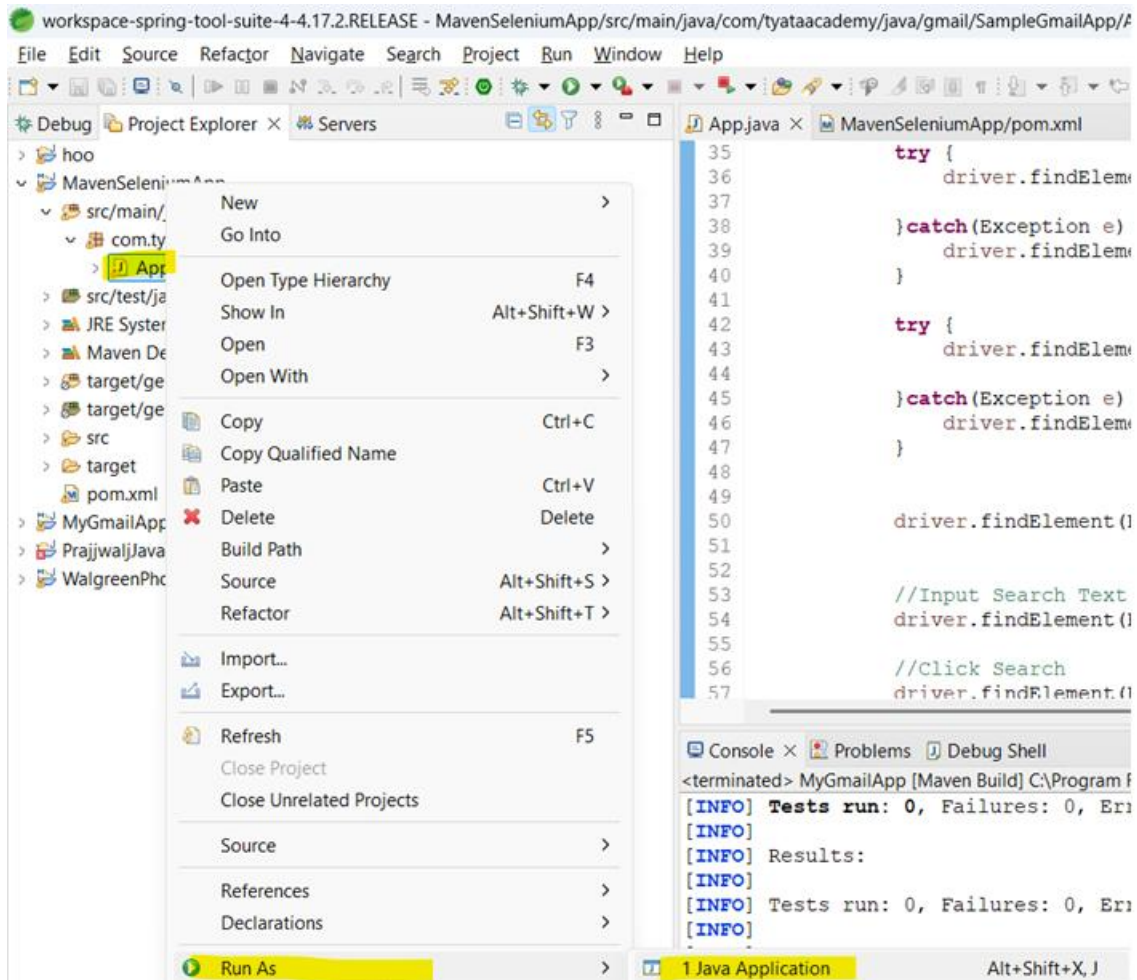 workspace-spring-tool-suite-4-4.17.2.RELEASE - MavenSeleniumApp/src/main/java/com/tyataacademy/java/gmail/SampleGmailApp/A
File Edit Source Refactor Navigate Search Project Run Window Help
Debug Project Explorer Servers
hoo
MavenSeleniumApp
src/main/
com.ty
App
src/test/ja
JRE System
Maven De
target/ge
target/ge
src
target
pom.xml
MyGmailApp
PrajjwaljJava
WalgreenPho
New
Go Into
Open Type Hierarchy F4
Show In Alt+Shift+W >
Open F3
Open With >
Copy Ctrl+C
Copy Qualified Name
Paste Ctrl+V
Delete Delete
Build Path >
Source Alt+Shift+S >
Refactor Alt+Shift+T >
Import...
Export...
Refresh F5
Close Project
Close Unrelated Projects
Source >
References >
Declarations >
Run As >
1 Java Application Alt+Shift+X, J
App.java MavenSeleniumApp/pom.xml
35 try {
36 driver.findEleme
37
38 }catch(Exception e)
39 driver.findEleme
40 }
41
42 try {
43 driver.findEleme
44
45 }catch(Exception e)
46 driver.findEleme
47 }
48
49
50 driver.findElement(
51
52
53 //Input Search Text
54 driver.findElement(
55
56 //Click Search
57 driver.findElement(
Console Problems Debug Shell
<terminated> MyGmailApp [Maven Build] C:\Program F
[INFO] Tests run: 0, Failures: 0, Err
[INFO]
[INFO] Results:
[INFO]
[INFO] Tests run: 0, Failures: 0, Err
[INFO]